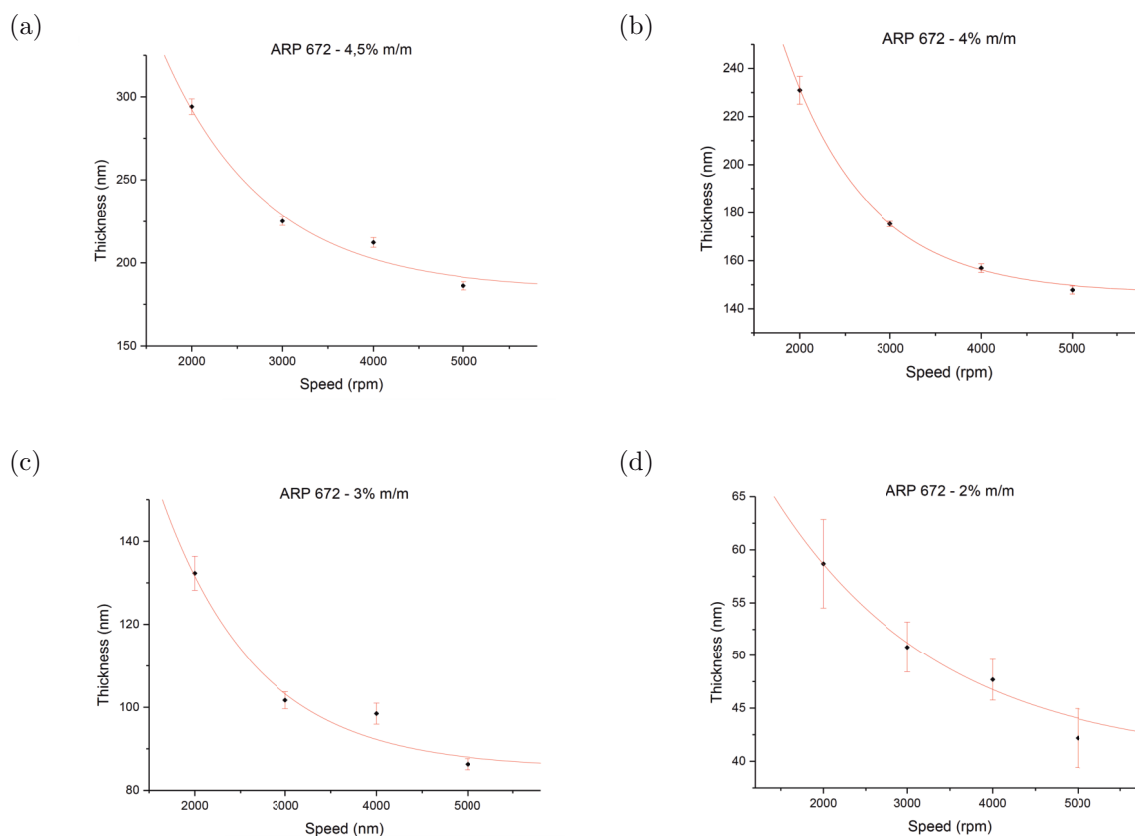 (a)
ARP 672 - 4,5% m/m
300
250
200
150
Thickness (nm)
2000 3000 4000 5000
Speed (rpm)
(b)
ARP 672 - 4% m/m
240
220
200
180
160
140
Thickness (nm)
2000 3000 4000 5000
Speed (rpm)
(c)
ARP 672 - 3% m/m
140
120
100
80
Thickness (nm)
2000 3000 4000 5000
Speed (nm)
(d)
ARP 672 - 2% m/m
65
60
55
50
45
40
Thickness (nm)
2000 3000 4000 5000
Speed (rpm)